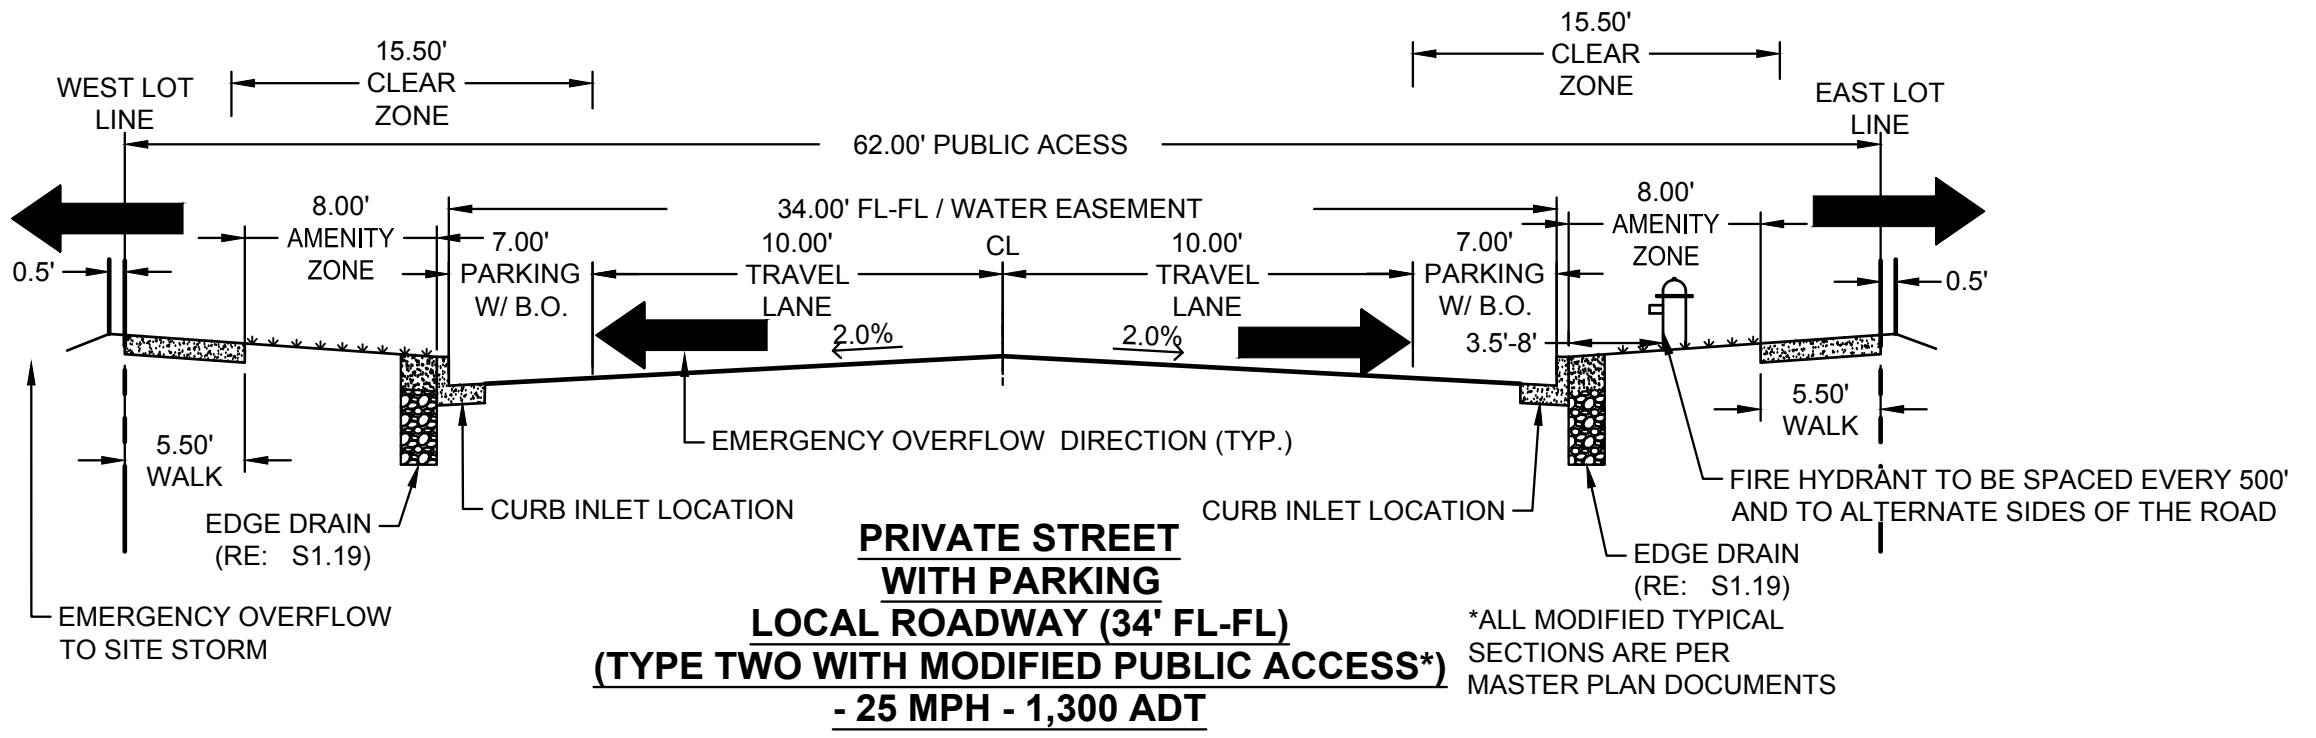 15.50'
CLEAR
ZONE
15.50'
CLEAR
ZONE
WEST LOT
LINE
EAST LOT
LINE
62.00' PUBLIC ACESS
34.00' FL-FL / WATER EASEMENT
8.00'
AMENITY
ZONE
8.00'
AMENITY
ZONE
0.5'
7.00'
PARKING
W/ B.O.
10.00'
TRAVEL
LANE
CL
10.00'
TRAVEL
LANE
7.00'
PARKING
W/ B.O.
0.5'
2.0%
2.0%
3.5'-8'
5.50'
WALK
EMERGENCY OVERFLOW DIRECTION (TYP.)
5.50'
WALK
EDGE DRAIN
(RE: S1.19)
CURB INLET LOCATION
CURB INLET LOCATION
FIRE HYDRANT TO BE SPACED EVERY 500'
AND TO ALTERNATE SIDES OF THE ROAD
EDGE DRAIN
(RE: S1.19)
EMERGENCY OVERFLOW
TO SITE STORM
PRIVATE STREET
WITH PARKING
LOCAL ROADWAY (34' FL-FL)
(TYPE TWO WITH MODIFIED PUBLIC ACCESS*)
- 25 MPH - 1,300 ADT
*ALL MODIFIED TYPICAL
SECTIONS ARE PER
MASTER PLAN DOCUMENTS